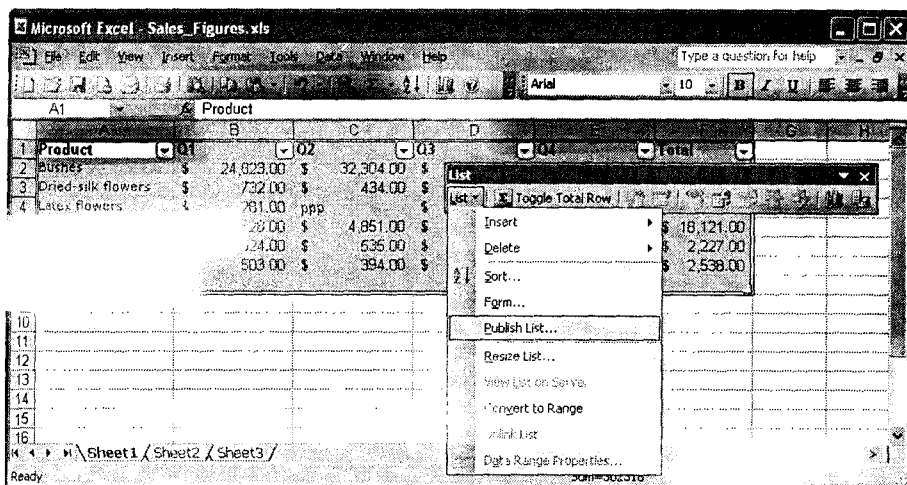 Microsoft Excel - Sales_Figures.xls
File Edit View Insert Format Tools Data Window Help Type a question for help
Arial 10 B I U
A1 Product
A B C D E F G H
1 Product Q1 Q2 Q3 Q4 Total
2 Bushes $ 24,623.00 $ 32,304.00 $
3 Dried-silk flowers $ 732.00 $ 434.00 $
4 Latex flowers 781.00 ppp $
4,851.00 $ $ 18,121.00
$ 535.00 $ $ 2,227.00
503.00 $ 394.00 $ $ 2,538.00
List
List Toggle Total Row
Insert
Delete
Sort...
Form...
Publish List...
Resize List...
View List on Server
Convert to Range
Unlink List
Data Range Properties...
10
11
12
13
14
15
16
Sheet1 / Sheet2 / Sheet3 /
Ready